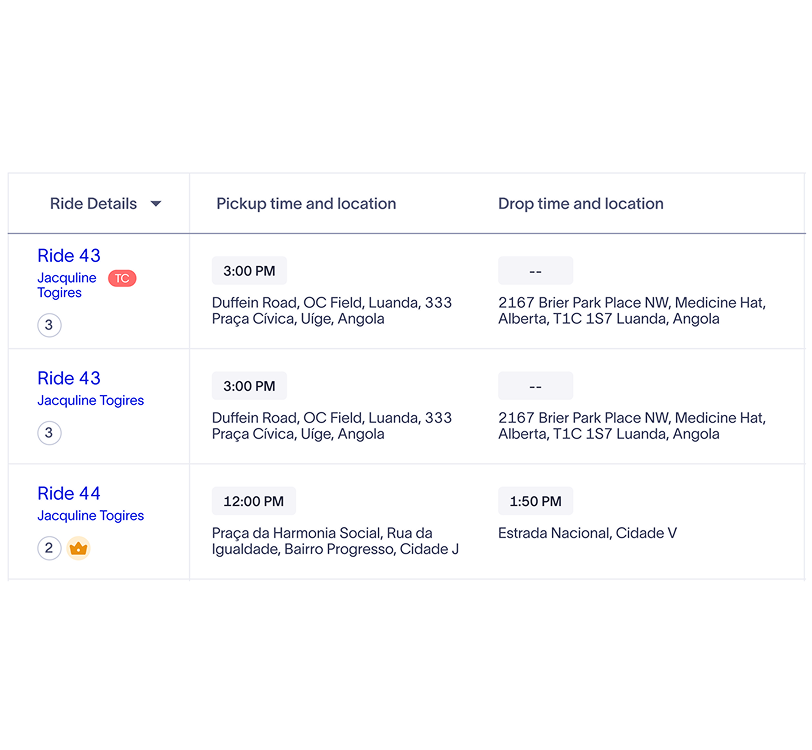 Ride Details
Pickup time and location
Drop time and location
Ride 43
Jacquline
TC
Togires
3
3:00 PM
Duffein Road, OC Field, Luanda, 333
Praça Cívica, Uíge, Angola
--
2167 Brier Park Place NW, Medicine Hat,
Alberta, T1C 1S7 Luanda, Angola
Ride 43
Jacquline Togires
3
3:00 PM
Duffein Road, OC Field, Luanda, 333
Praça Cívica, Uíge, Angola
--
2167 Brier Park Place NW, Medicine Hat,
Alberta, T1C 1S7 Luanda, Angola
Ride 44
Jacquline Togires
2
12:00 PM
Praça da Harmonia Social, Rua da
Igualdade, Bairro Progresso, Cidade J
1:50 PM
Estrada Nacional, Cidade V